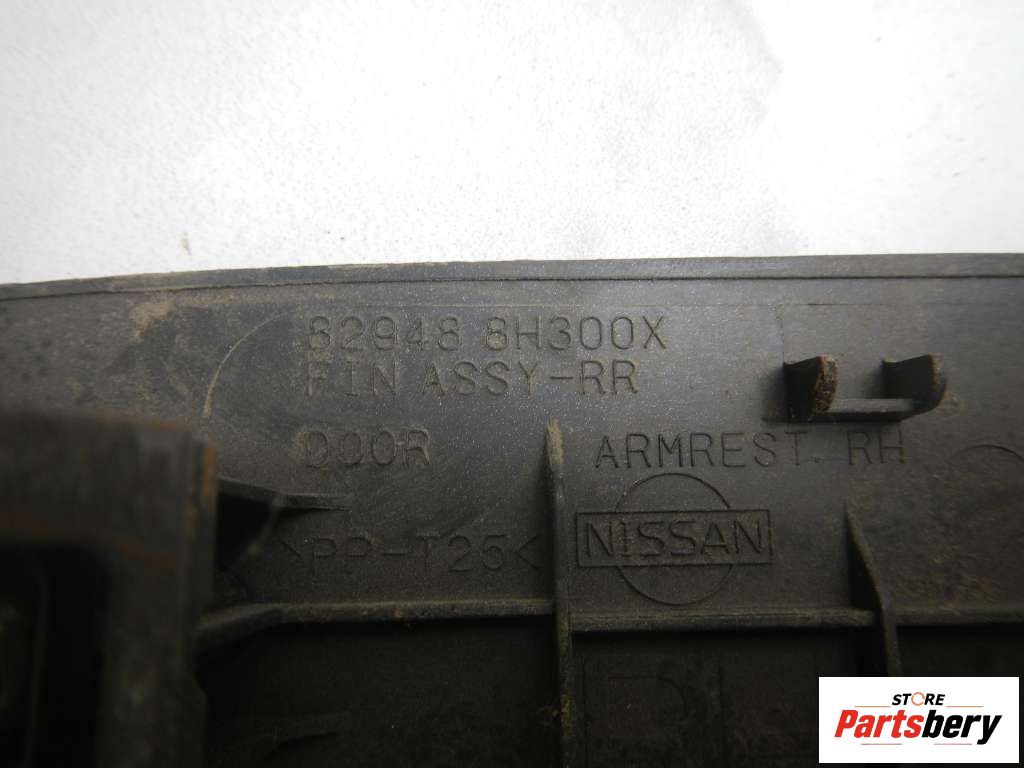 82948 8H300X
FIN ASSY-RR
DOOR ARMREST. RH
>PP-T25<
NISSAN
STORE
Partsbery